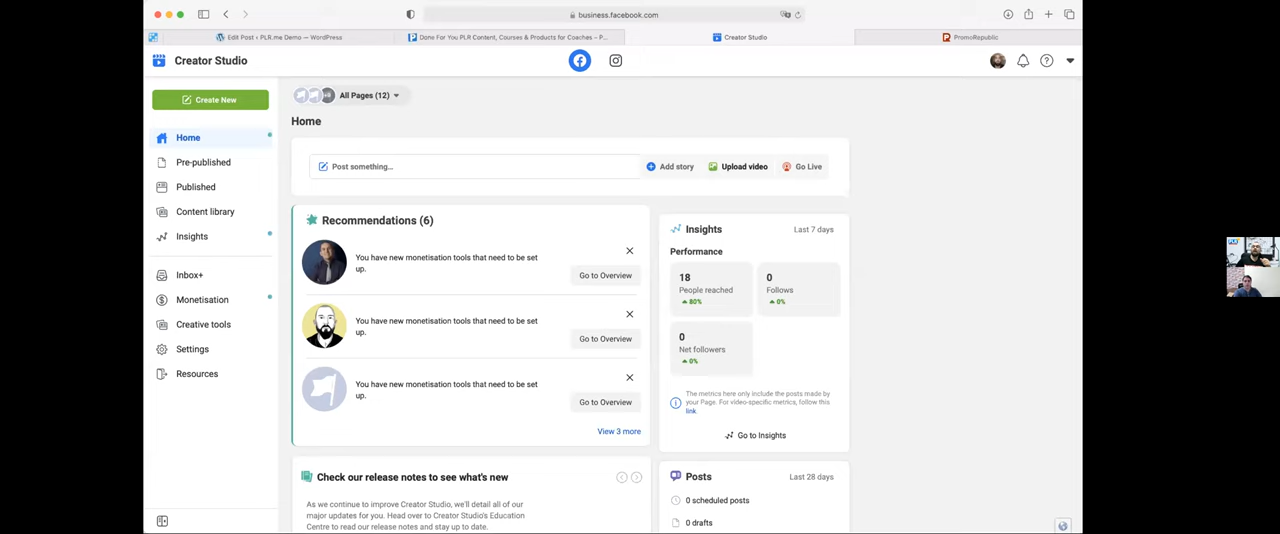 business.facebook.com
Edit Post ‹ PLR.me Demo — WordPress
Done For You PLR Content, Courses & Products for Coaches – P...
Creator Studio
PromoRepublic
Creator Studio
Create New
All Pages (12)
Home
Home
Pre-published
Published
Content library
Insights
Inbox+
Monetisation
Creative tools
Settings
Resources
Post something...
Add story
Upload video
Go Live
Recommendations (6)
You have new monetisation tools that need to be set
up.
Go to Overview
You have new monetisation tools that need to be set
up.
Go to Overview
You have new monetisation tools that need to be set
up.
Go to Overview
View 3 more
Insights
Last 7 days
Performance
18
People reached
80%
0
Follows
0%
0
Net followers
0%
The metrics here only include the posts made by
your Page. For video-specific metrics, follow this
link.
Go to Insights
Check our release notes to see what's new
As we continue to improve Creator Studio, we'll detail all of our
major updates for you. Head over to Creator Studio's Education
Centre to read our release notes and stay up to date.
Posts
Last 28 days
0 scheduled posts
0 drafts